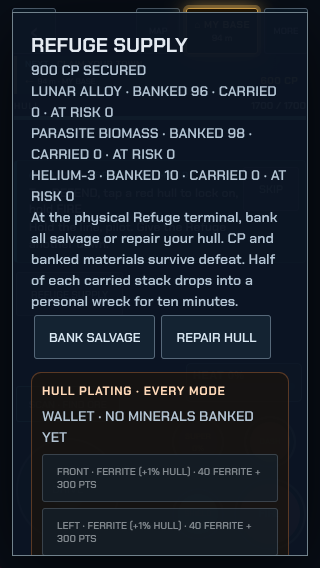 REFUGE SUPPLY
900 CP SECURED
LUNAR ALLOY · BANKED 96 · CARRIED
0 · AT RISK 0
PARASITE BIOMASS · BANKED 98 ·
CARRIED 0 · AT RISK 0
HELIUM-3 · BANKED 10 · CARRIED 0 · AT
RISK 0
At the physical Refuge terminal, bank
all salvage or repair your hull. CP and
banked materials survive defeat. Half
of each carried stack drops into a
personal wreck for ten minutes.
BANK SALVAGE
REPAIR HULL
HULL PLATING · EVERY MODE
WALLET · NO MINERALS BANKED
YET
FRONT · FERRITE (+1% HULL) · 40 FERRITE +
300 PTS
LEFT · FERRITE (+1% HULL) · 40 FERRITE +
300 PTS